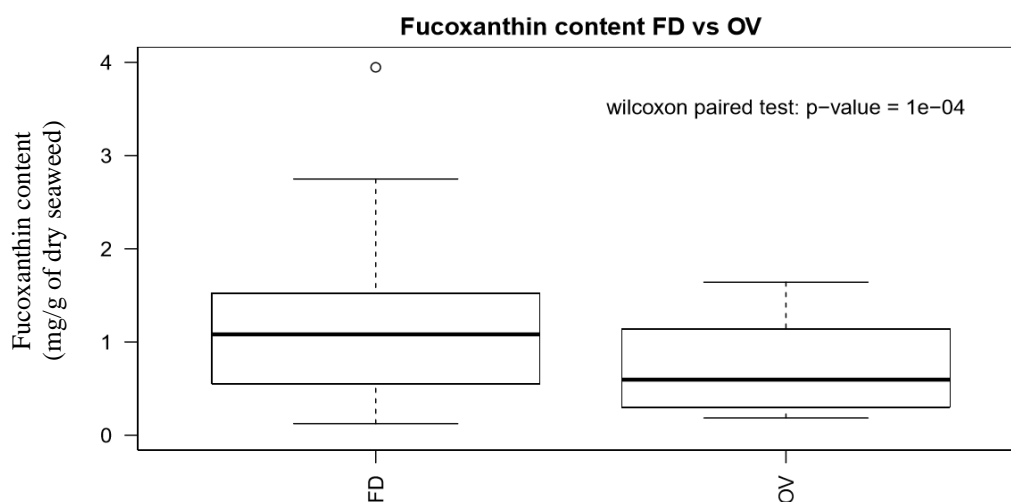 Fucoxanthin content FD vs OV
wilcoxon paired test: p−value = 1e−04
Fucoxanthin content
(mg/g of dry seaweed)
4
3
2
1
0
FD
OV